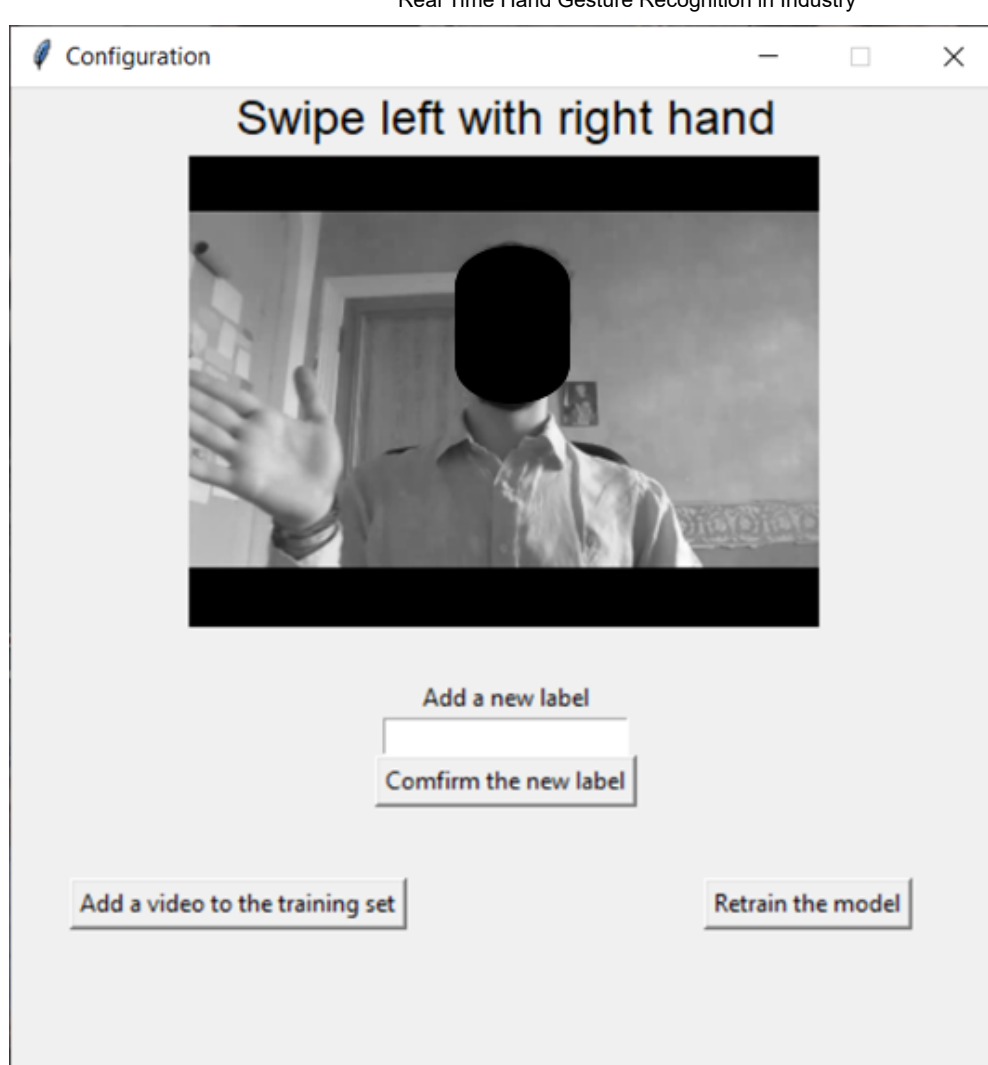 Real Time Hand Gesture Recognition in Industry
Configuration
Swipe left with right hand
Add a new label
Comfirm the new label
Add a video to the training set
Retrain the model